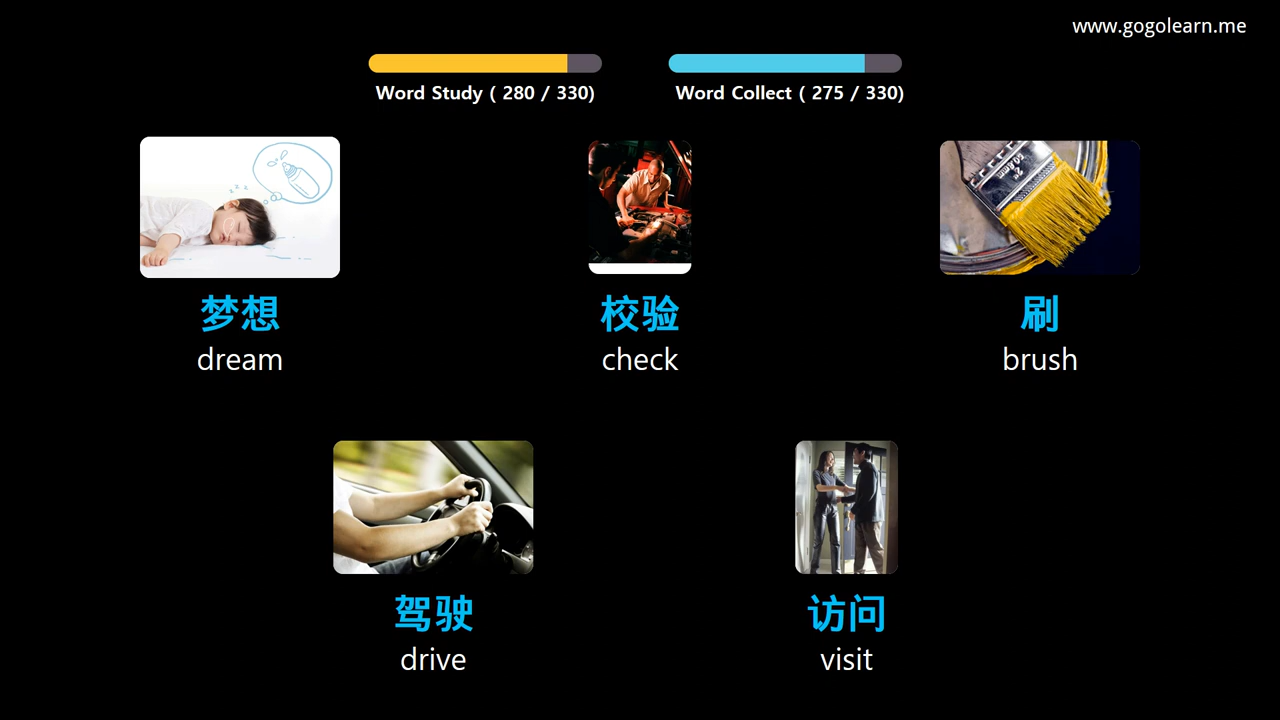 www.gogolearn.me
Word Study ( 280 / 330)
Word Collect ( 275 / 330)
梦想
dream
校验
check
刷
brush
驾驶
drive
访问
visit